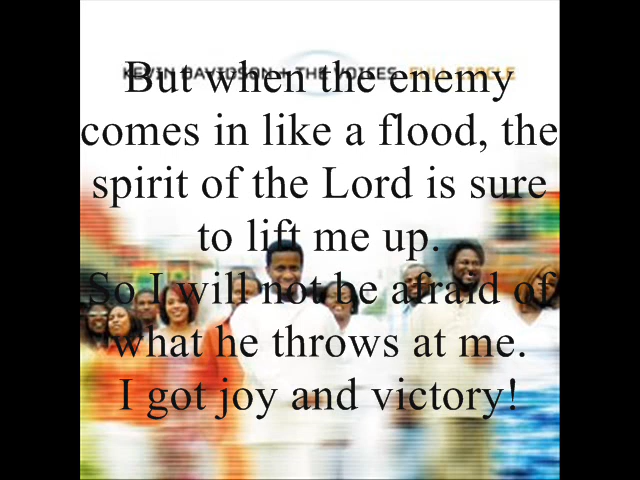 KEVIN DAVIDSON + THE VOICES FULL CIRCLE
But when the enemy
comes in like a flood, the
spirit of the Lord is sure
to lift me up.
So I will not be afraid of
what he throws at me.
I got joy and victory!